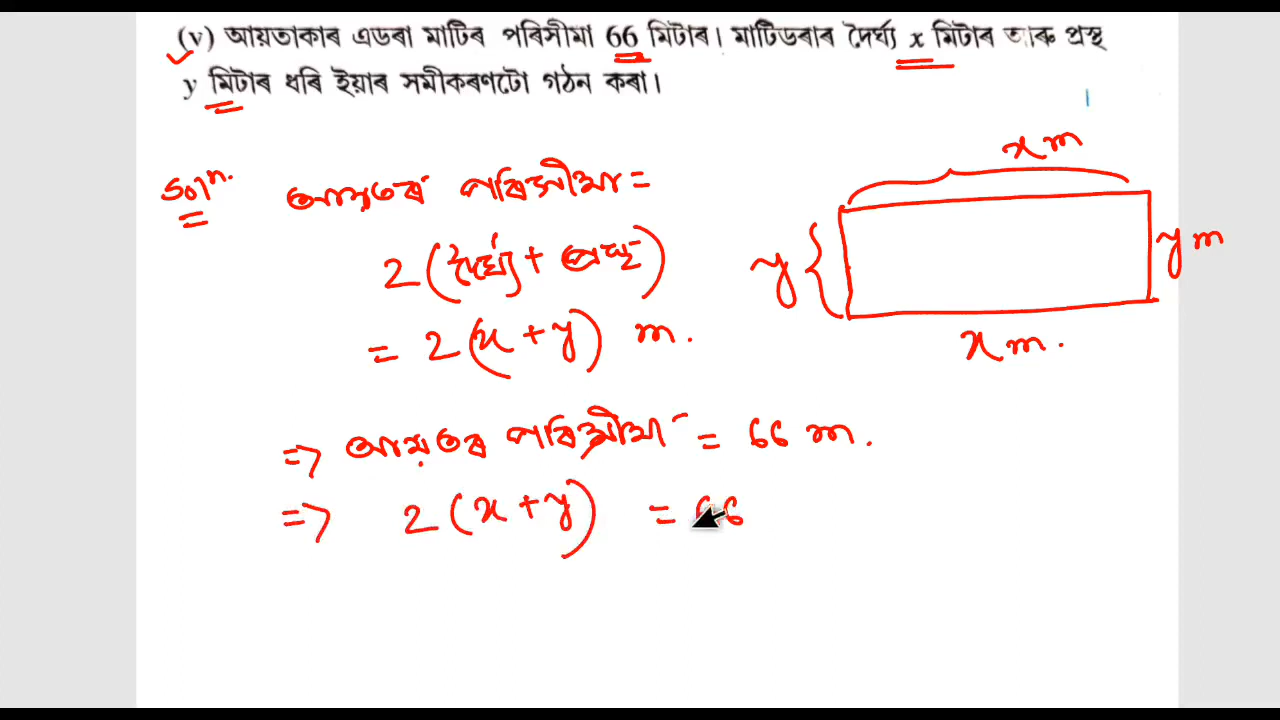 (v) আয়তাকাৰ এডৰা মাটিৰ পৰিসীমা 66 মিটাৰ। মাটিডৰাৰ দৈৰ্ঘ্য x মিটাৰ আৰু প্ৰস্থ
y মিটাৰ ধৰি ইয়াৰ সমীকৰণটো গঠন কৰা।
x m
Solⁿ. আয়তৰ পৰিসীমা =
2 (দৈৰ্ঘ্য + প্ৰস্থ)
y
y m
= 2 (x + y) m.
x m.
=> আয়তৰ পৰিসীমা = 66 m.
=> 2 (x + y) = 66